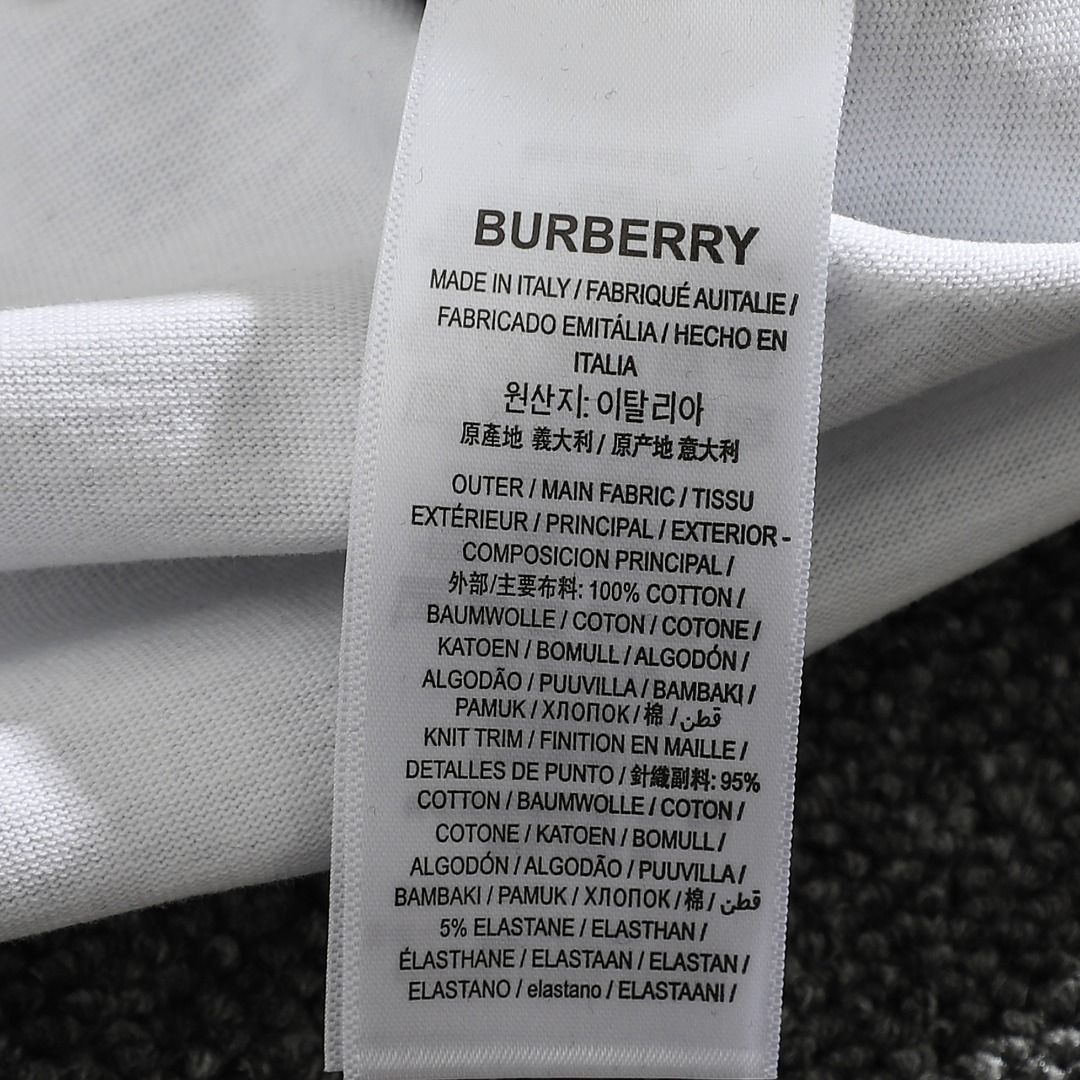 BURBERRY
MADE IN ITALY / FABRIQUÉ AUITALIE /
FABRICADO EMITÁLIA / HECHO EN
ITALIA
원산지: 이탈리아
原產地 義大利 / 原产地 意大利
OUTER / MAIN FABRIC / TISSU
EXTÉRIEUR / PRINCIPAL / EXTERIOR -
COMPOSICION PRINCIPAL /
外部/主要布料: 100% COTTON /
BAUMWOLLE / COTON / COTONE /
KATOEN / BOMULL / ALGODÓN /
ALGODÃO / PUUVILLA / BAMBAKI /
PAMUK / ХЛОПОК / 棉 / قطن
KNIT TRIM / FINITION EN MAILLE /
DETALLES DE PUNTO / 針織副料: 95%
COTTON / BAUMWOLLE / COTON /
COTONE / KATOEN / BOMULL /
ALGODÓN / ALGODÃO / PUUVILLA /
BAMBAKI / PAMUK / ХЛОПОК / 棉 / قطن
5% ELASTANE / ELASTHAN /
ÉLASTHANE / ELASTAAN / ELASTAN /
ELASTANO / elastano / ELASTAANI /